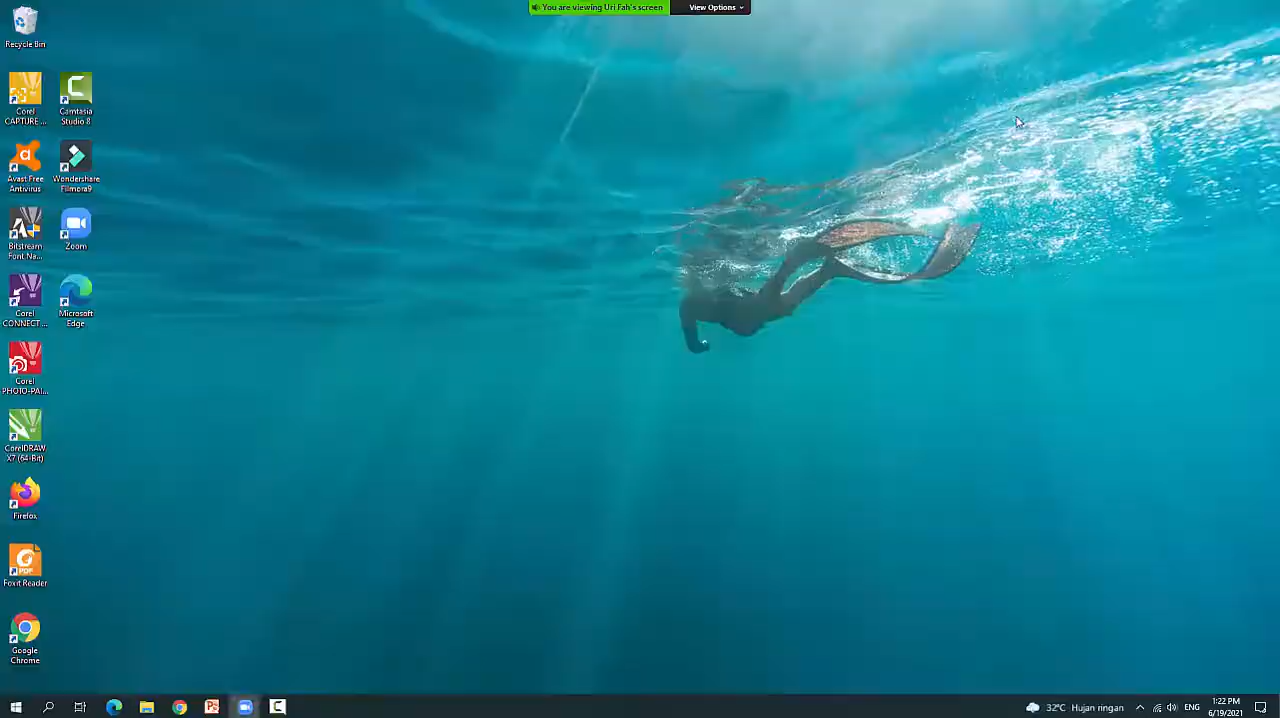 You are viewing Uri Fah's screen
View Options
Recycle Bin
Corel
CAPTURE ...
Camtasia
Studio 8
Avast Free
Antivirus
Wondershare
Filmora9
Bitstream
Font Na...
Zoom
Corel
CONNECT ...
Microsoft
Edge
Corel
PHOTO-PAI...
CorelDRAW
X7 (64-Bit)
Firefox
Foxit Reader
Google
Chrome
32°C Hujan ringan
ENG
1:22 PM
6/19/2021